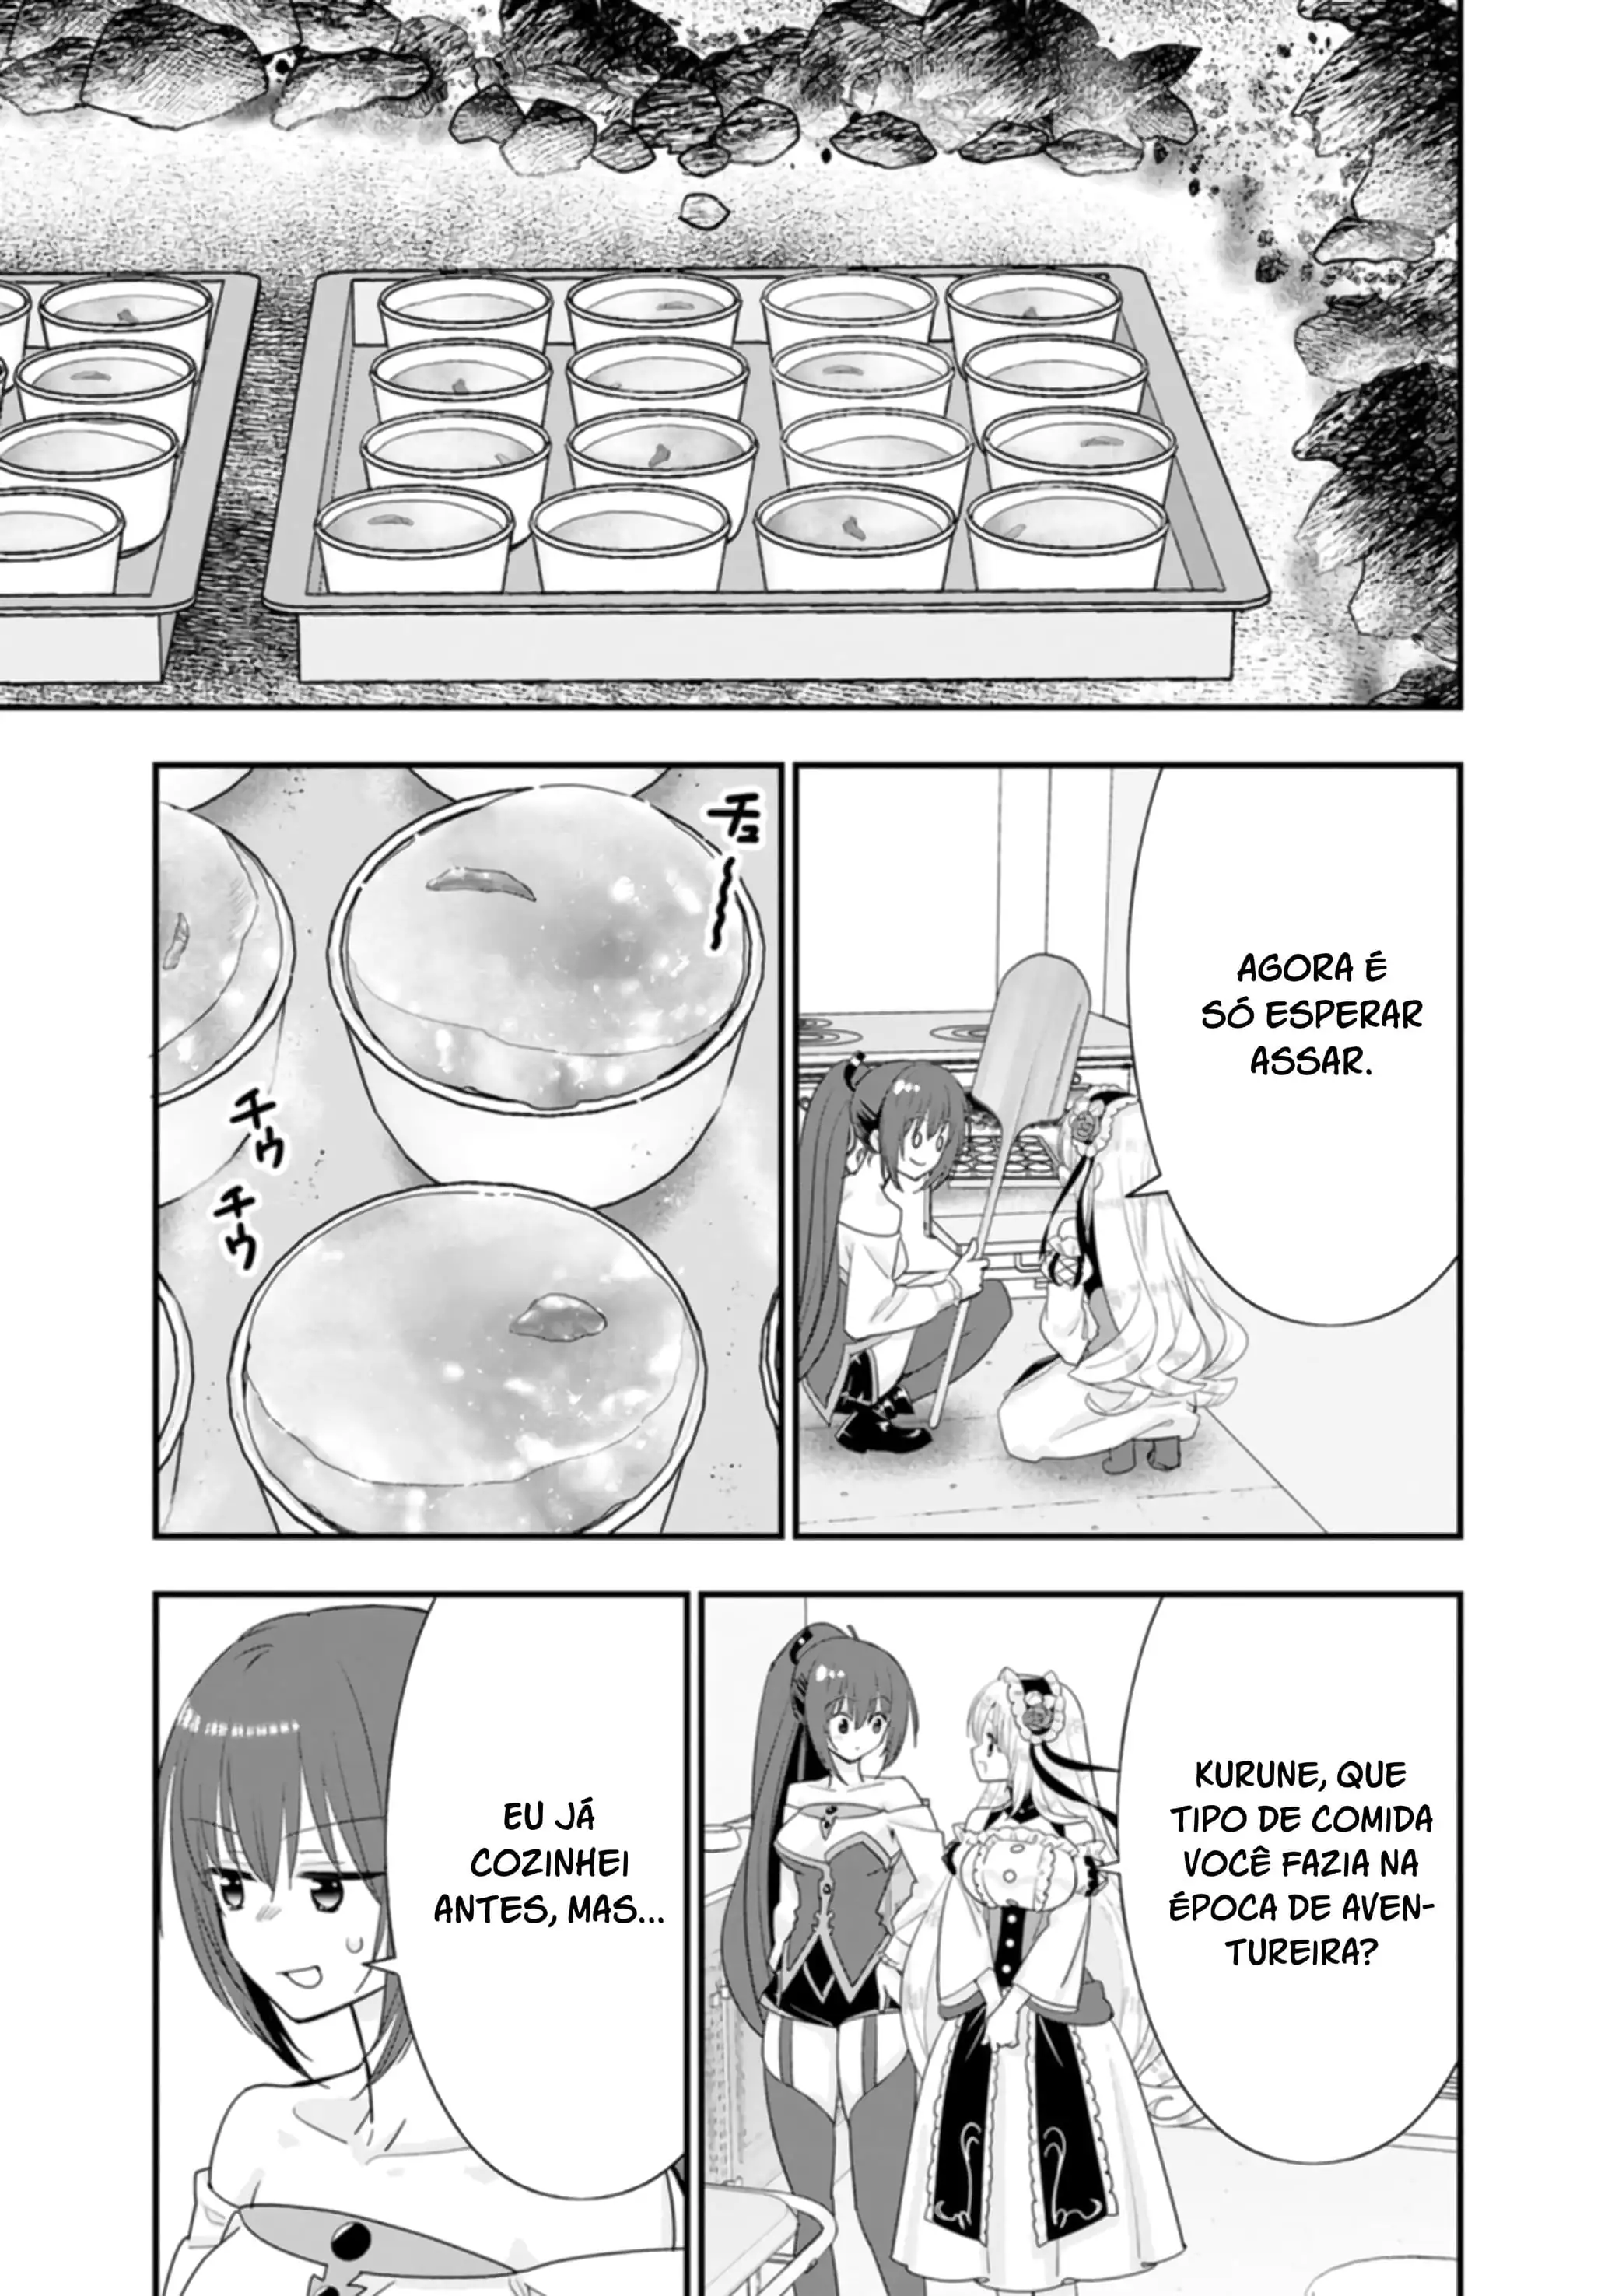 AGORA É
SÓ ESPERAR
ASSAR.
チュ〜
チウ
チウ
KURUNE, QUE
TIPO DE COMIDA
VOCÊ FAZIA NA
ÉPOCA DE AVEN-
TUREIRA?
EU JÁ
COZINHEI
ANTES, MAS...